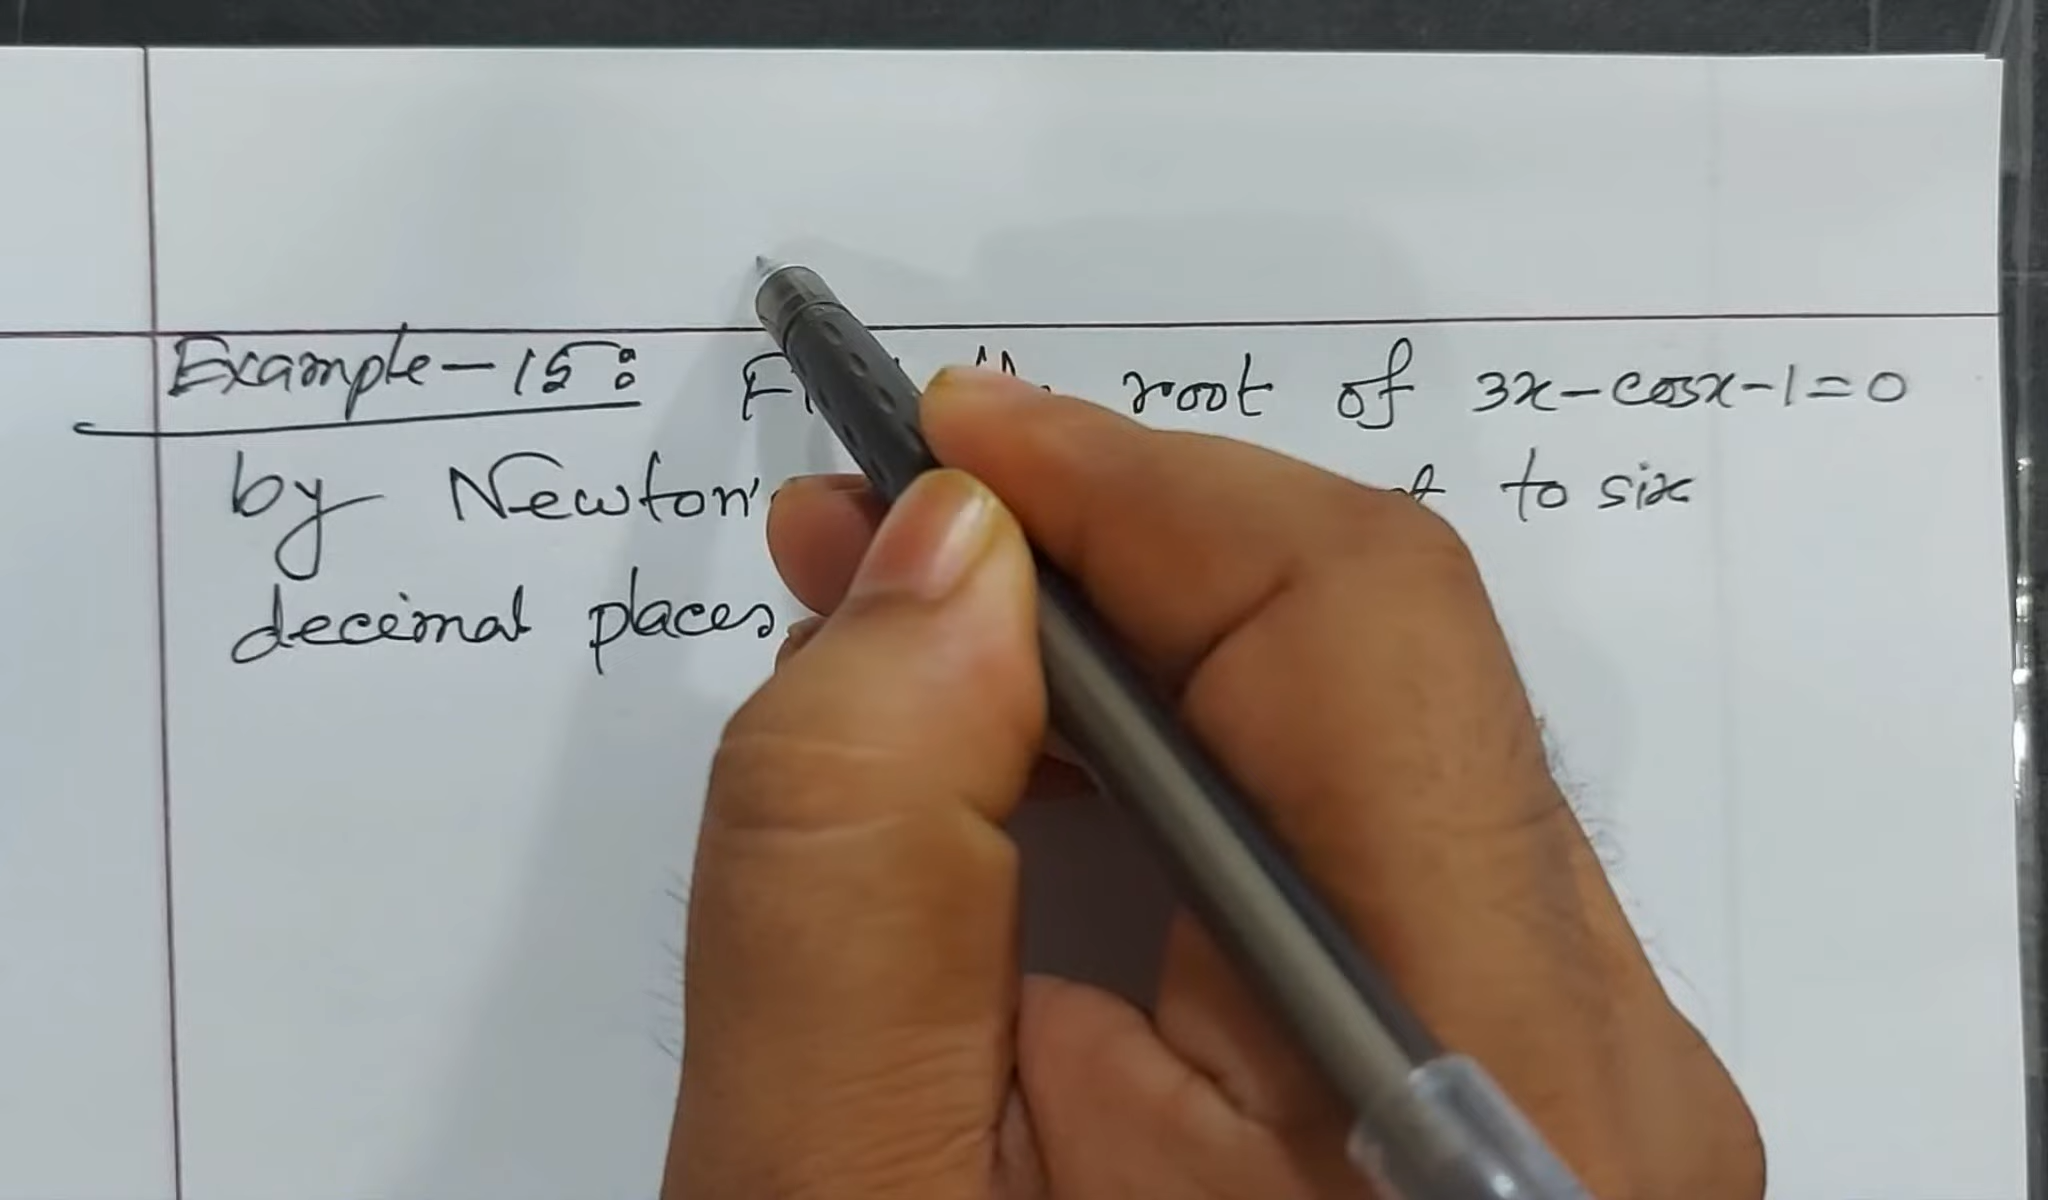 Example-15: root of 3x-cosx-1=0
by Newton's to six
decimal places